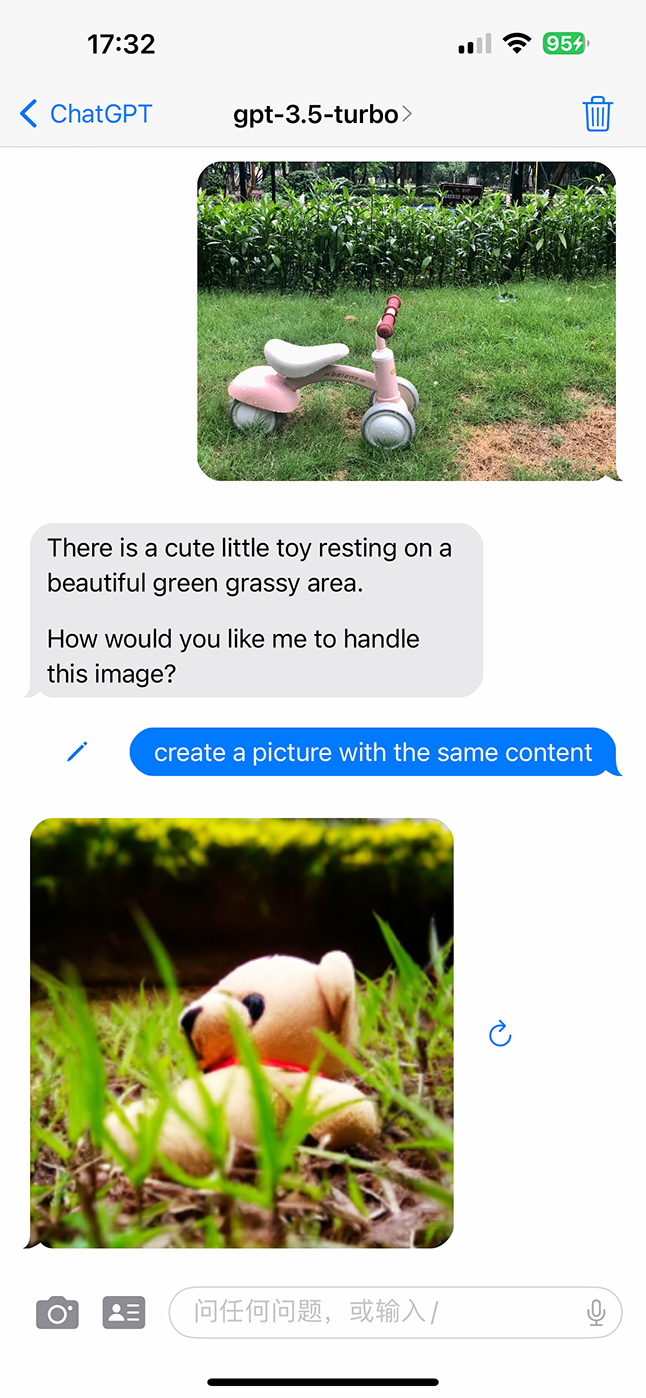 17:32
95
ChatGPT
gpt-3.5-turbo
There is a cute little toy resting on a
beautiful green grassy area.
How would you like me to handle
this image?
create a picture with the same content
问任何问题，或输入 /